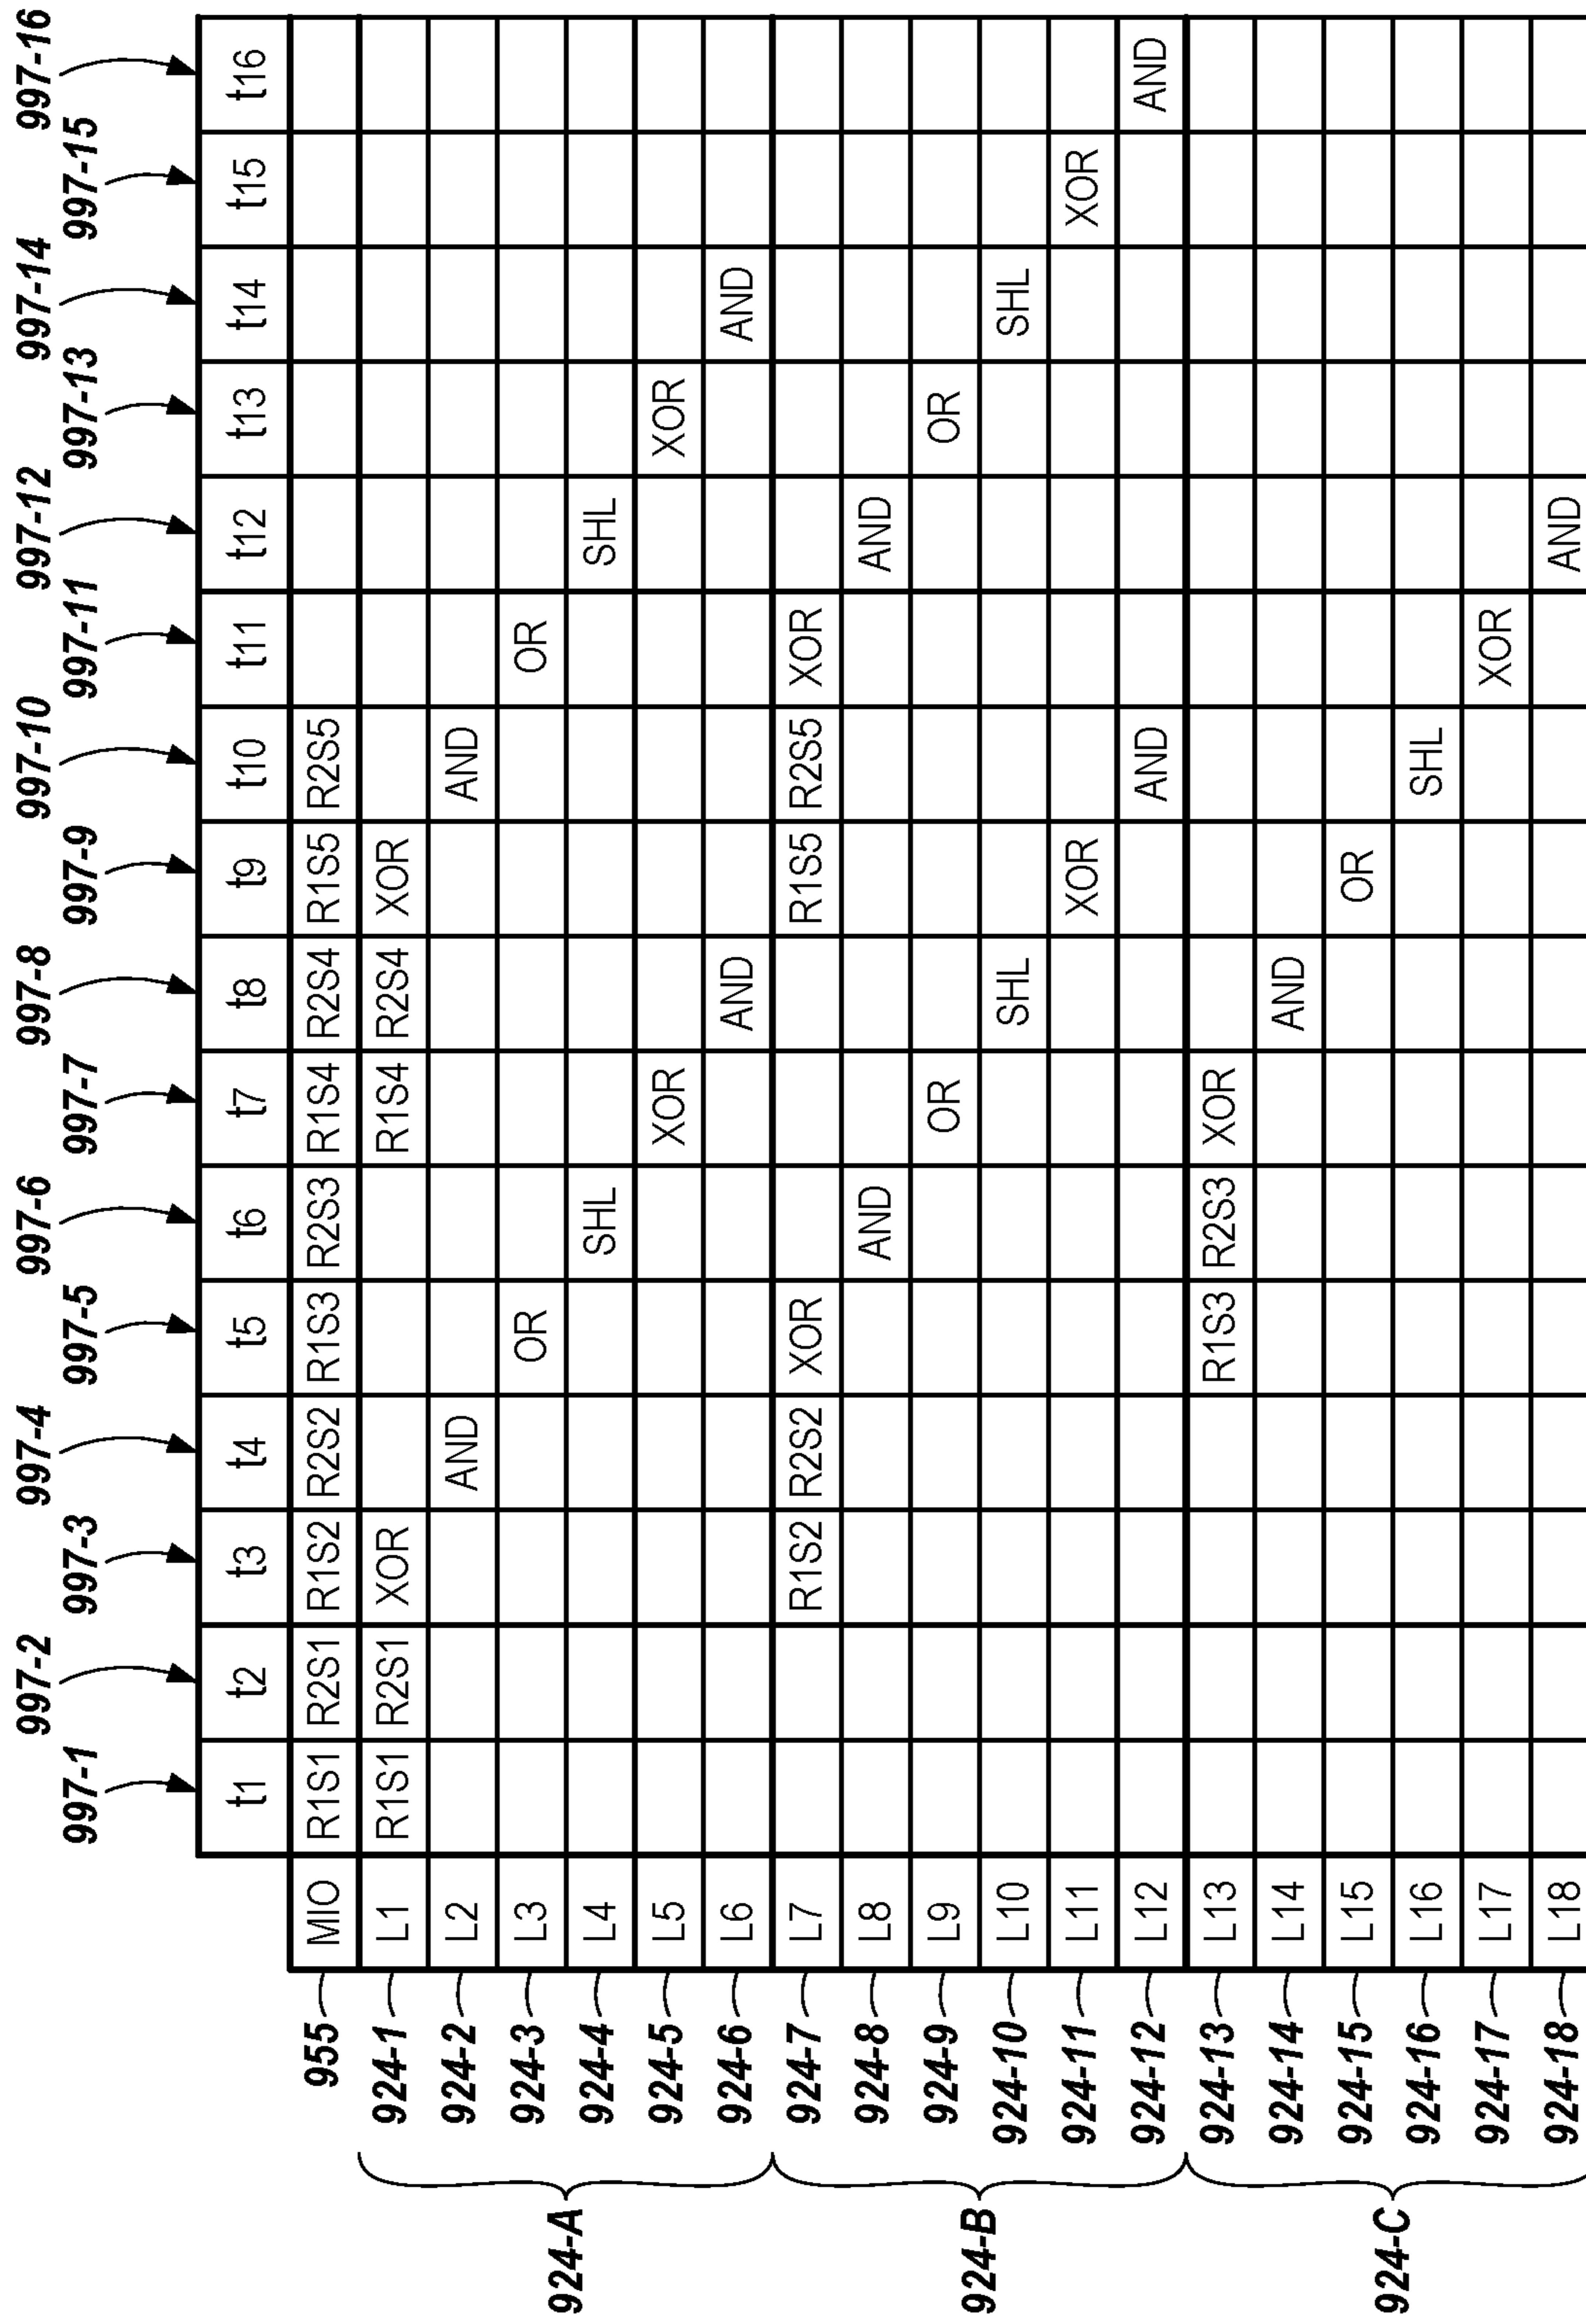 997-1 997-2 997-3 997-4 997-5 997-6 997-7 997-8 997-9 997-10 997-11 997-12 997-13 997-14 997-15 997-16
t1 t2 t3 t4 t5 t6 t7 t8 t9 t10 t11 t12 t13 t14 t15 t16
955 MIO R1S1 R2S1 R1S2 R2S2 R1S3 R2S3 R1S4 R2S4 R1S5 R2S5
924-A
924-1 L1 R1S1 R2S1 XOR R1S4 R2S4 XOR
924-2 L2 AND AND
924-3 L3 OR OR
924-4 L4 SHL SHL
924-5 L5 XOR XOR
924-6 L6 AND AND
924-B
924-7 L7 R1S2 R2S2 XOR R1S5 R2S5 XOR
924-8 L8 AND AND
924-9 L9 OR OR
924-10 L10 SHL SHL
924-11 L11 XOR XOR
924-12 L12 AND AND
924-C
924-13 L13 R1S3 R2S3 XOR
924-14 L14 AND
924-15 L15 OR
924-16 L16 SHL
924-17 L17 XOR
924-18 L18 AND